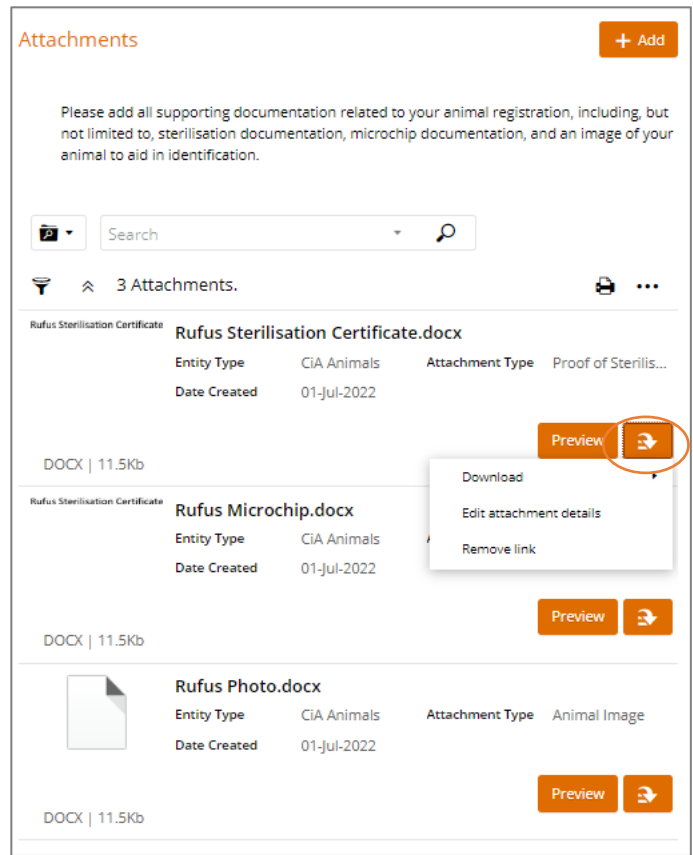 Attachments
+ Add
Please add all supporting documentation related to your animal registration, including, but
not limited to, sterilisation documentation, microchip documentation, and an image of your
animal to aid in identification.
Search
3 Attachments.
Rufus Sterilisation Certificate
Rufus Sterilisation Certificate.docx
Entity Type CiA Animals Attachment Type Proof of Sterilis...
Date Created 01-Jul-2022
Preview
DOCX | 11.5Kb
Download
Edit attachment details
Remove link
Rufus Sterilisation Certificate
Rufus Microchip.docx
Entity Type CiA Animals
Date Created 01-Jul-2022
Preview
DOCX | 11.5Kb
Rufus Photo.docx
Entity Type CiA Animals Attachment Type Animal Image
Date Created 01-Jul-2022
Preview
DOCX | 11.5Kb